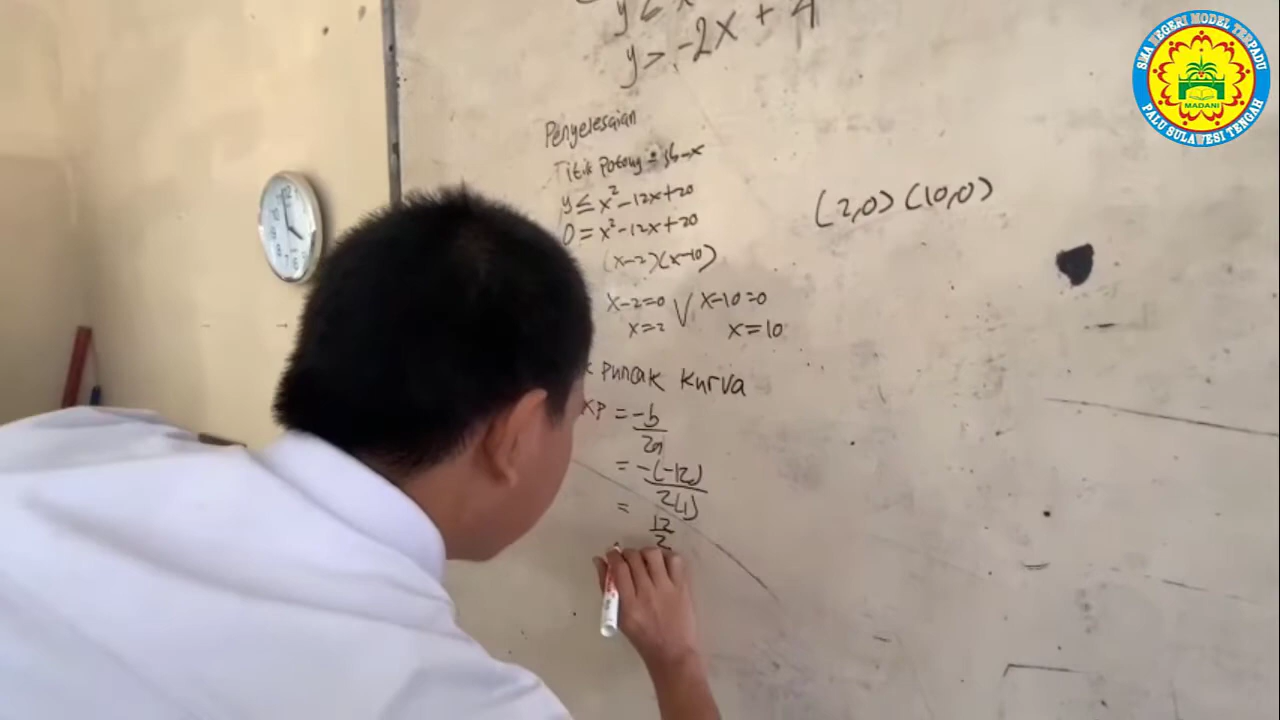 y ≤ x
y > -2x + 4
Penyelesaian
Titik Potong = sb-x
y ≤ x² - 12x + 20
0 = x² - 12x + 20
(x-2)(x-10)
x-2=0 V x-10=0
x=2 x=10
(2,0) (10,0)
Puncak Kurva
xp = -b/2a
= -(-12)/2(1)
= 12/2
SMA NEGERI MODEL TERPADU
MADANI
PALU SULAWESI TENGAH